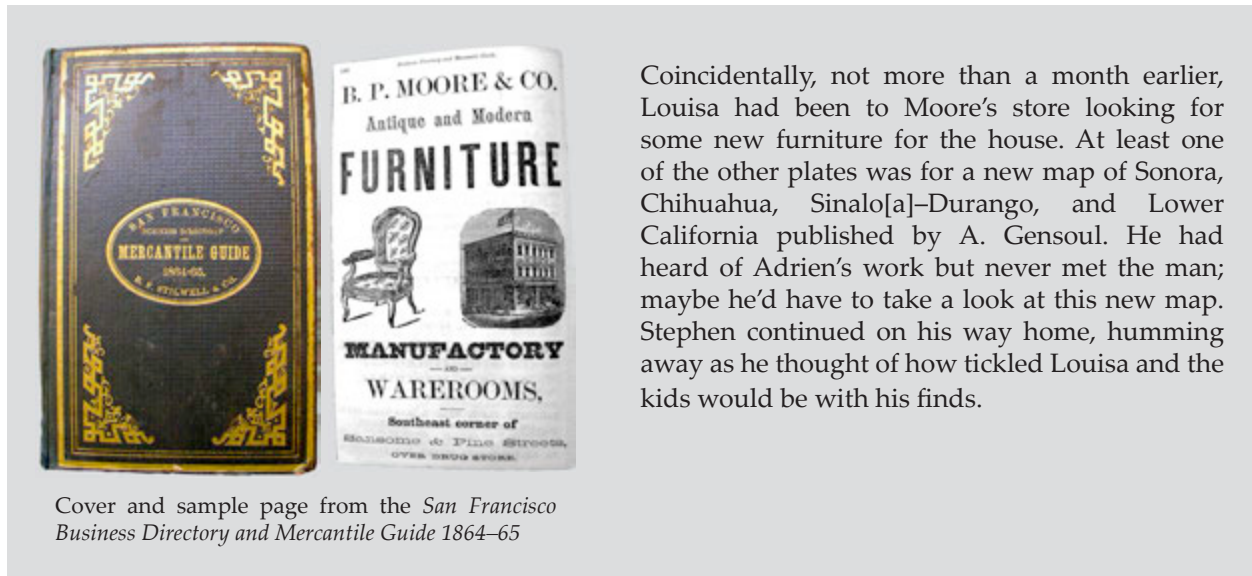 SAN FRANCISCO
MERCANTILE GUIDE
1864-65.
B. F. STILWELL & Co.
B. P. MOORE & CO.
Antique and Modern
FURNITURE
MANUFACTORY
AND
WAREROOMS,
Southeast corner of
Sansome & Pine Streets,
OVER DRUG STORE.
Cover and sample page from the San Francisco
Business Directory and Mercantile Guide 1864–65
Coincidentally, not more than a month earlier,
Louisa had been to Moore’s store looking for
some new furniture for the house. At least one
of the other plates was for a new map of Sonora,
Chihuahua, Sinalo[a]–Durango, and Lower
California published by A. Gensoul. He had
heard of Adrien’s work but never met the man;
maybe he’d have to take a look at this new map.
Stephen continued on his way home, humming
away as he thought of how tickled Louisa and the
kids would be with his finds.